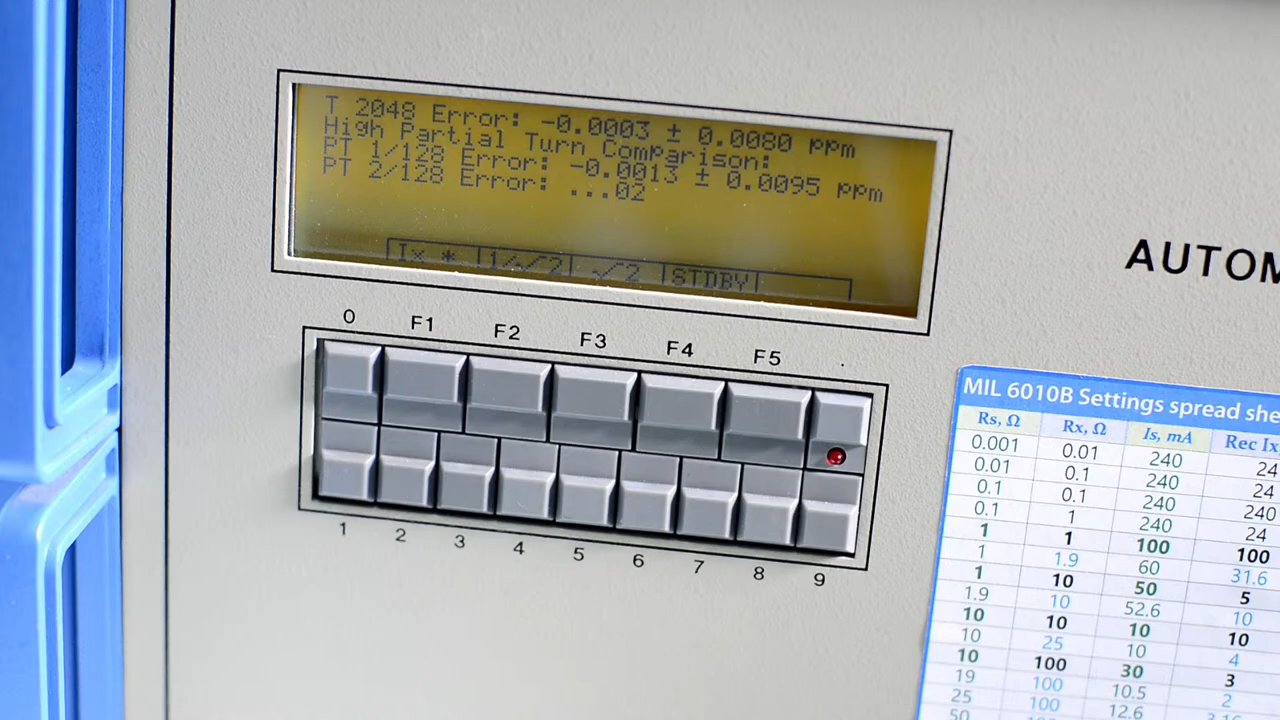 T 2048 Error: -0.0003 ± 0.0080 ppm
High Partial Turn Comparison:
PT 1/128 Error: -0.0013 ± 0.0095 ppm
PT 2/128 Error: ...02
Ix * 1/√2 √2 STDBY
AUTOM
0 F1 F2 F3 F4 F5 .
1 2 3 4 5 6 7 8 9
MIL 6010B Settings spread she
Rs, Ω Rx, Ω Is, mA Rec Ix
0.001 0.01 240 24
0.01 0.1 240 24
0.1 0.1 240 240
0.1 1 240 24
1 1 100 100
1 1.9 60 31.6
1 10 50 5
1.9 10 52.6 10
10 10 10 10
10 25 10 4
10 100 30 3
19 100 10.5 2
25 100 12.6
50